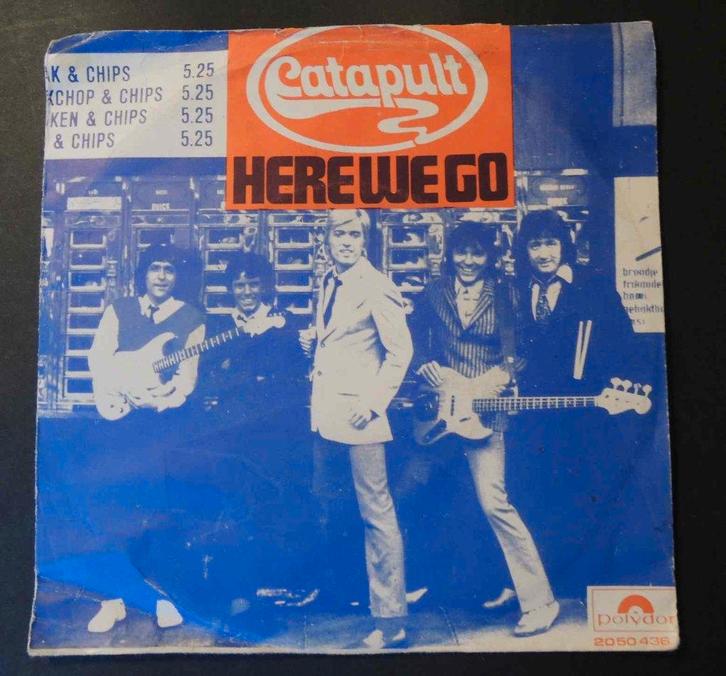 & CHIPS 5.25
KCHOP & CHIPS 5.25
KEN & CHIPS 5.25
& CHIPS 5.25
Catapult
HERE WE GO
broodje
frikande
polydor
2050 436